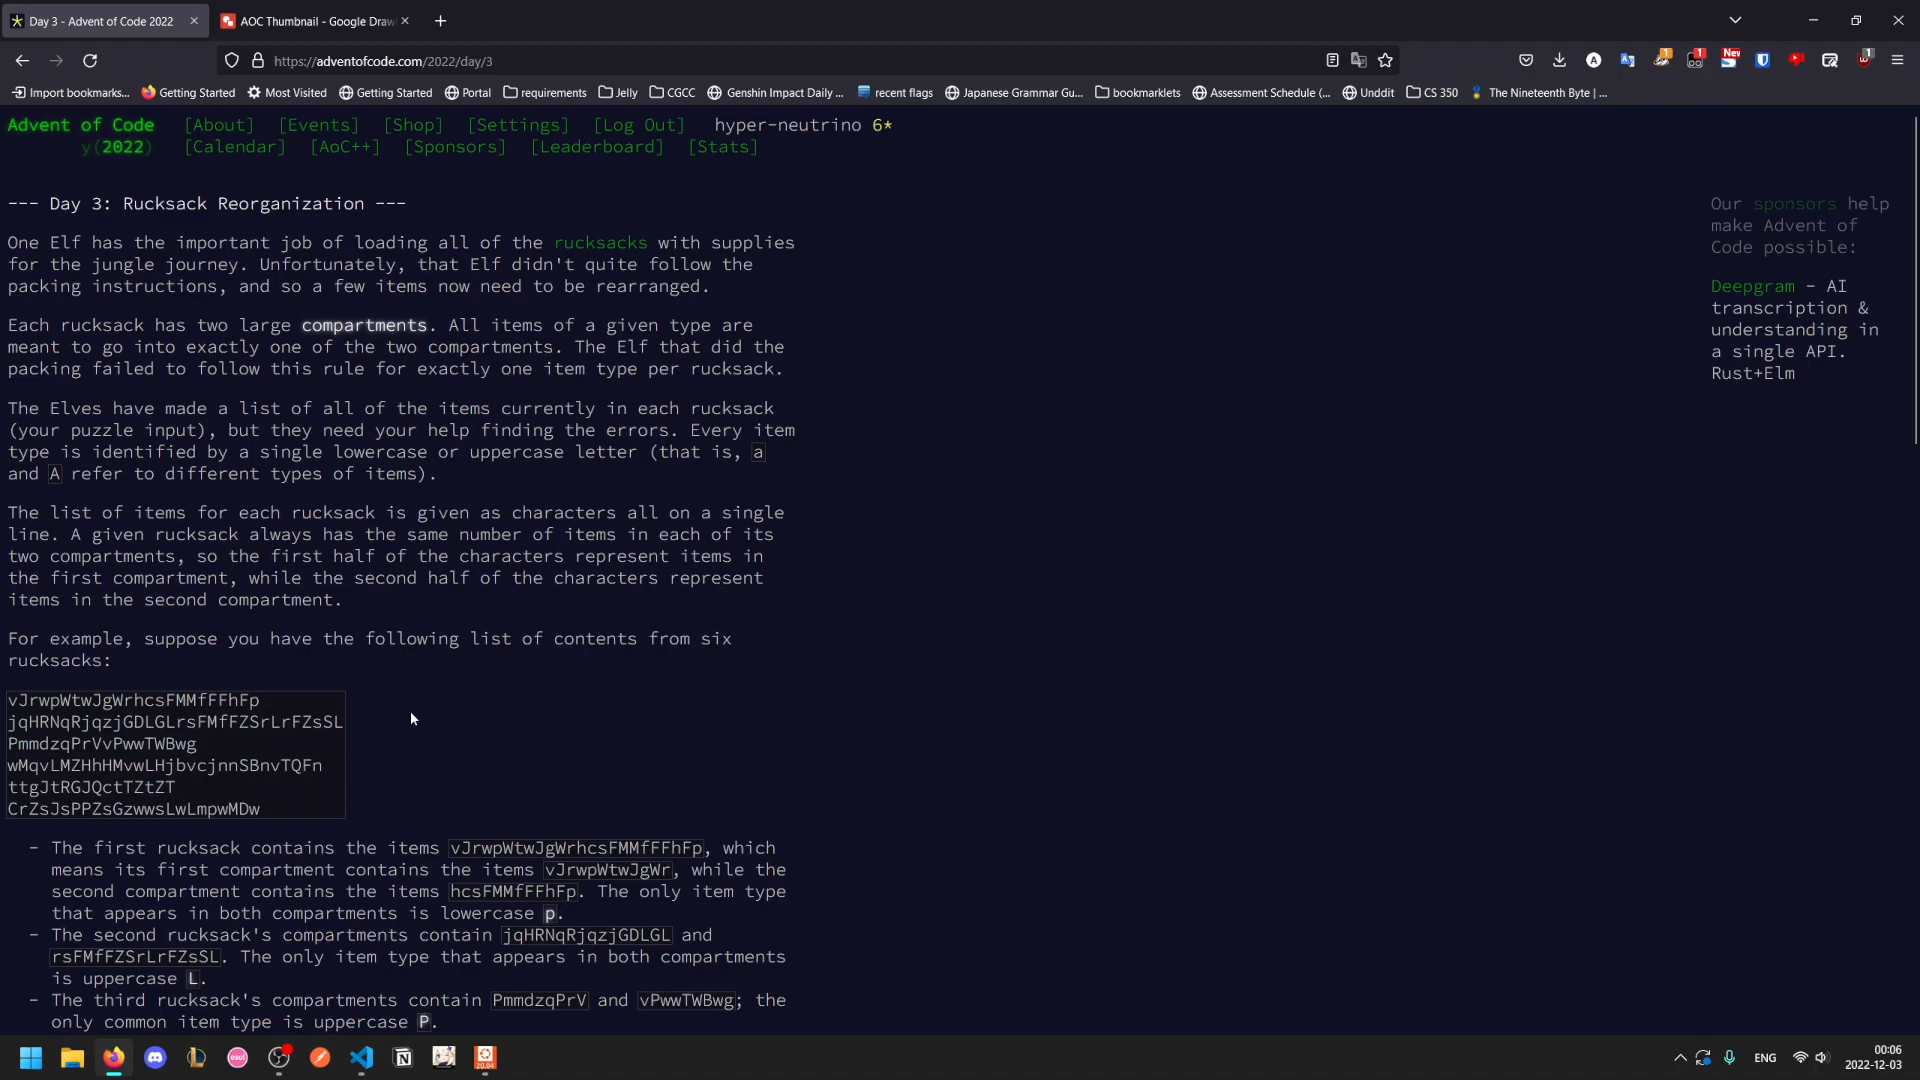 Day 3 - Advent of Code 2022
AOC Thumbnail - Google Draw
https://adventofcode.com/2022/day/3
1
1
New
1
Import bookmarks...
Getting Started
Most Visited
Getting Started
Portal
requirements
Jelly
CGCC
Genshin Impact Daily ...
recent flags
Japanese Grammar Gu...
bookmarklets
Assessment Schedule (...
Unddit
CS 350
The Nineteenth Byte | ...
Advent of Code [About] [Events] [Shop] [Settings] [Log Out] hyper-neutrino 6*
y(2022) [Calendar] [AoC++] [Sponsors] [Leaderboard] [Stats]
--- Day 3: Rucksack Reorganization ---
One Elf has the important job of loading all of the rucksacks with supplies
for the jungle journey. Unfortunately, that Elf didn't quite follow the
packing instructions, and so a few items now need to be rearranged.
Each rucksack has two large compartments. All items of a given type are
meant to go into exactly one of the two compartments. The Elf that did the
packing failed to follow this rule for exactly one item type per rucksack.
The Elves have made a list of all of the items currently in each rucksack
(your puzzle input), but they need your help finding the errors. Every item
type is identified by a single lowercase or uppercase letter (that is, a
and A refer to different types of items).
The list of items for each rucksack is given as characters all on a single
line. A given rucksack always has the same number of items in each of its
two compartments, so the first half of the characters represent items in
the first compartment, while the second half of the characters represent
items in the second compartment.
For example, suppose you have the following list of contents from six
rucksacks:
vJrwpWtwJgWrhcsFMMfFFhFp
jqHRNqRjqzjGDLGLrsFMfFZSrLrFZsSL
PmmdzqPrVvPwwTWBwg
wMqvLMZHhHMvwLHjbvcjnnSBnvTQFn
ttgJtRGJQctTZtZT
CrZsJsPPZsGzwwsLwLmpwMDw
- The first rucksack contains the items vJrwpWtwJgWrhcsFMMfFFhFp, which
means its first compartment contains the items vJrwpWtwJgWr, while the
second compartment contains the items hcsFMMfFFhFp. The only item type
that appears in both compartments is lowercase p.
- The second rucksack's compartments contain jqHRNqRjqzjGDLGL and
rsFMfFZSrLrFZsSL. The only item type that appears in both compartments
is uppercase L.
- The third rucksack's compartments contain PmmdzqPrV and vPwwTWBwg; the
only common item type is uppercase P.
Our sponsors help
make Advent of
Code possible:
Deepgram - AI
transcription &
understanding in
a single API.
Rust+Elm
osu!
20.04
ENG
00:06
2022-12-03